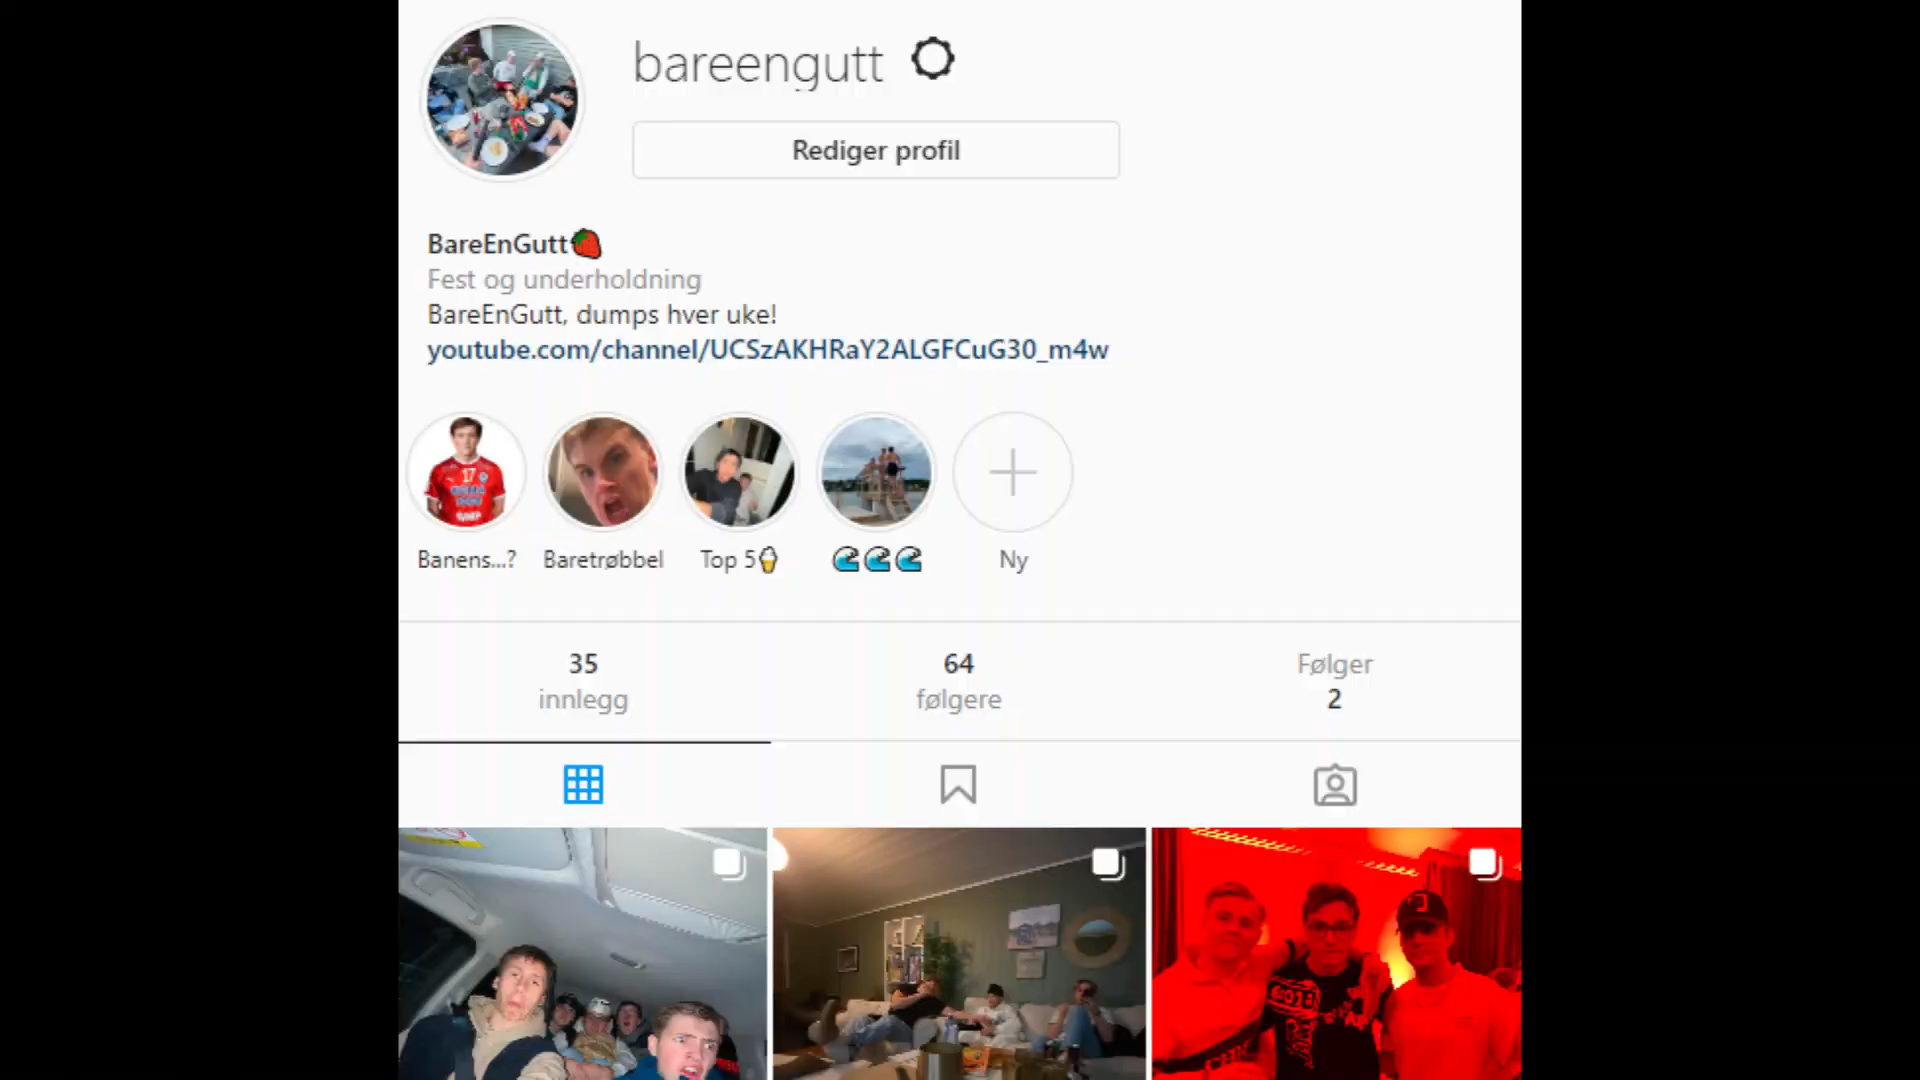 bareengutt
Rediger profil
BareEnGutt🍓
Fest og underholdning
BareEnGutt, dumps hver uke!
youtube.com/channel/UCSzAKHRaY2ALGFCuG30_m4w
17
Banens...?
Baretrøbbel
Top 5🍦
🌊🌊🌊
Ny
35
innlegg
64
følgere
Følger
2